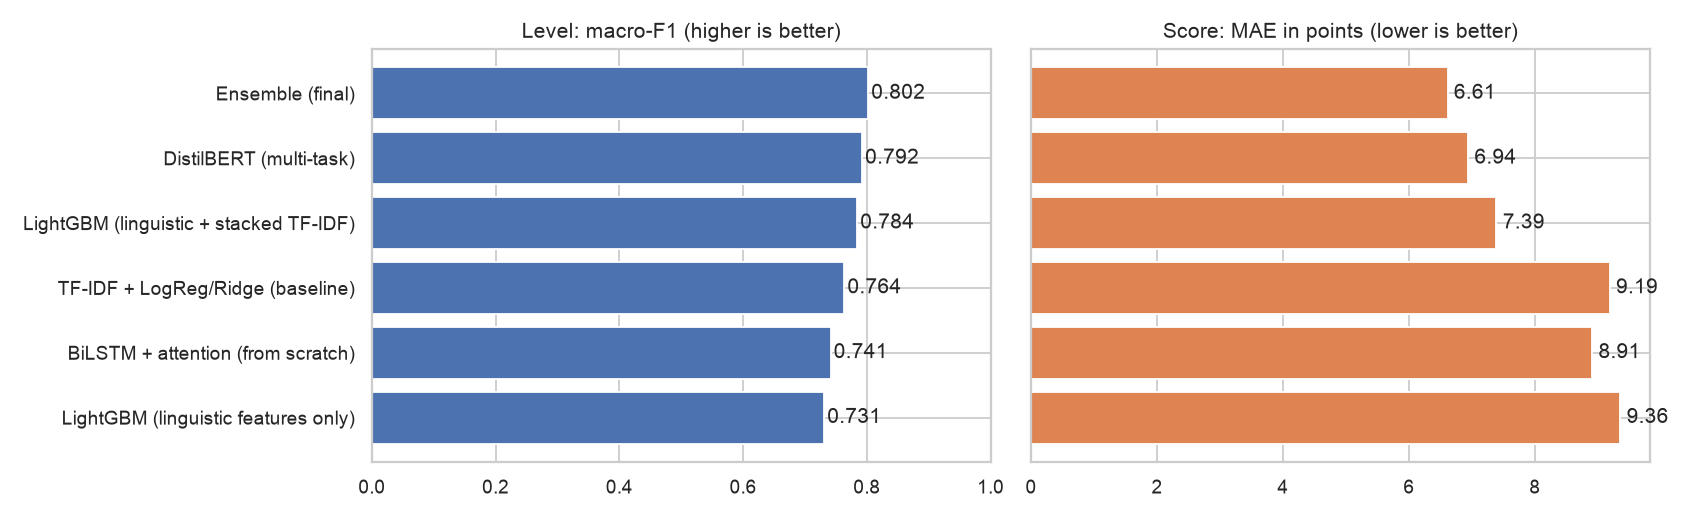 Level: macro-F1 (higher is better)
Score: MAE in points (lower is better)
Ensemble (final)
0.802
6.61
DistilBERT (multi-task)
0.792
6.94
LightGBM (linguistic + stacked TF-IDF)
0.784
7.39
TF-IDF + LogReg/Ridge (baseline)
0.764
9.19
BiLSTM + attention (from scratch)
0.741
8.91
LightGBM (linguistic features only)
0.731
9.36
0.0 0.2 0.4 0.6 0.8 1.0
0 2 4 6 8